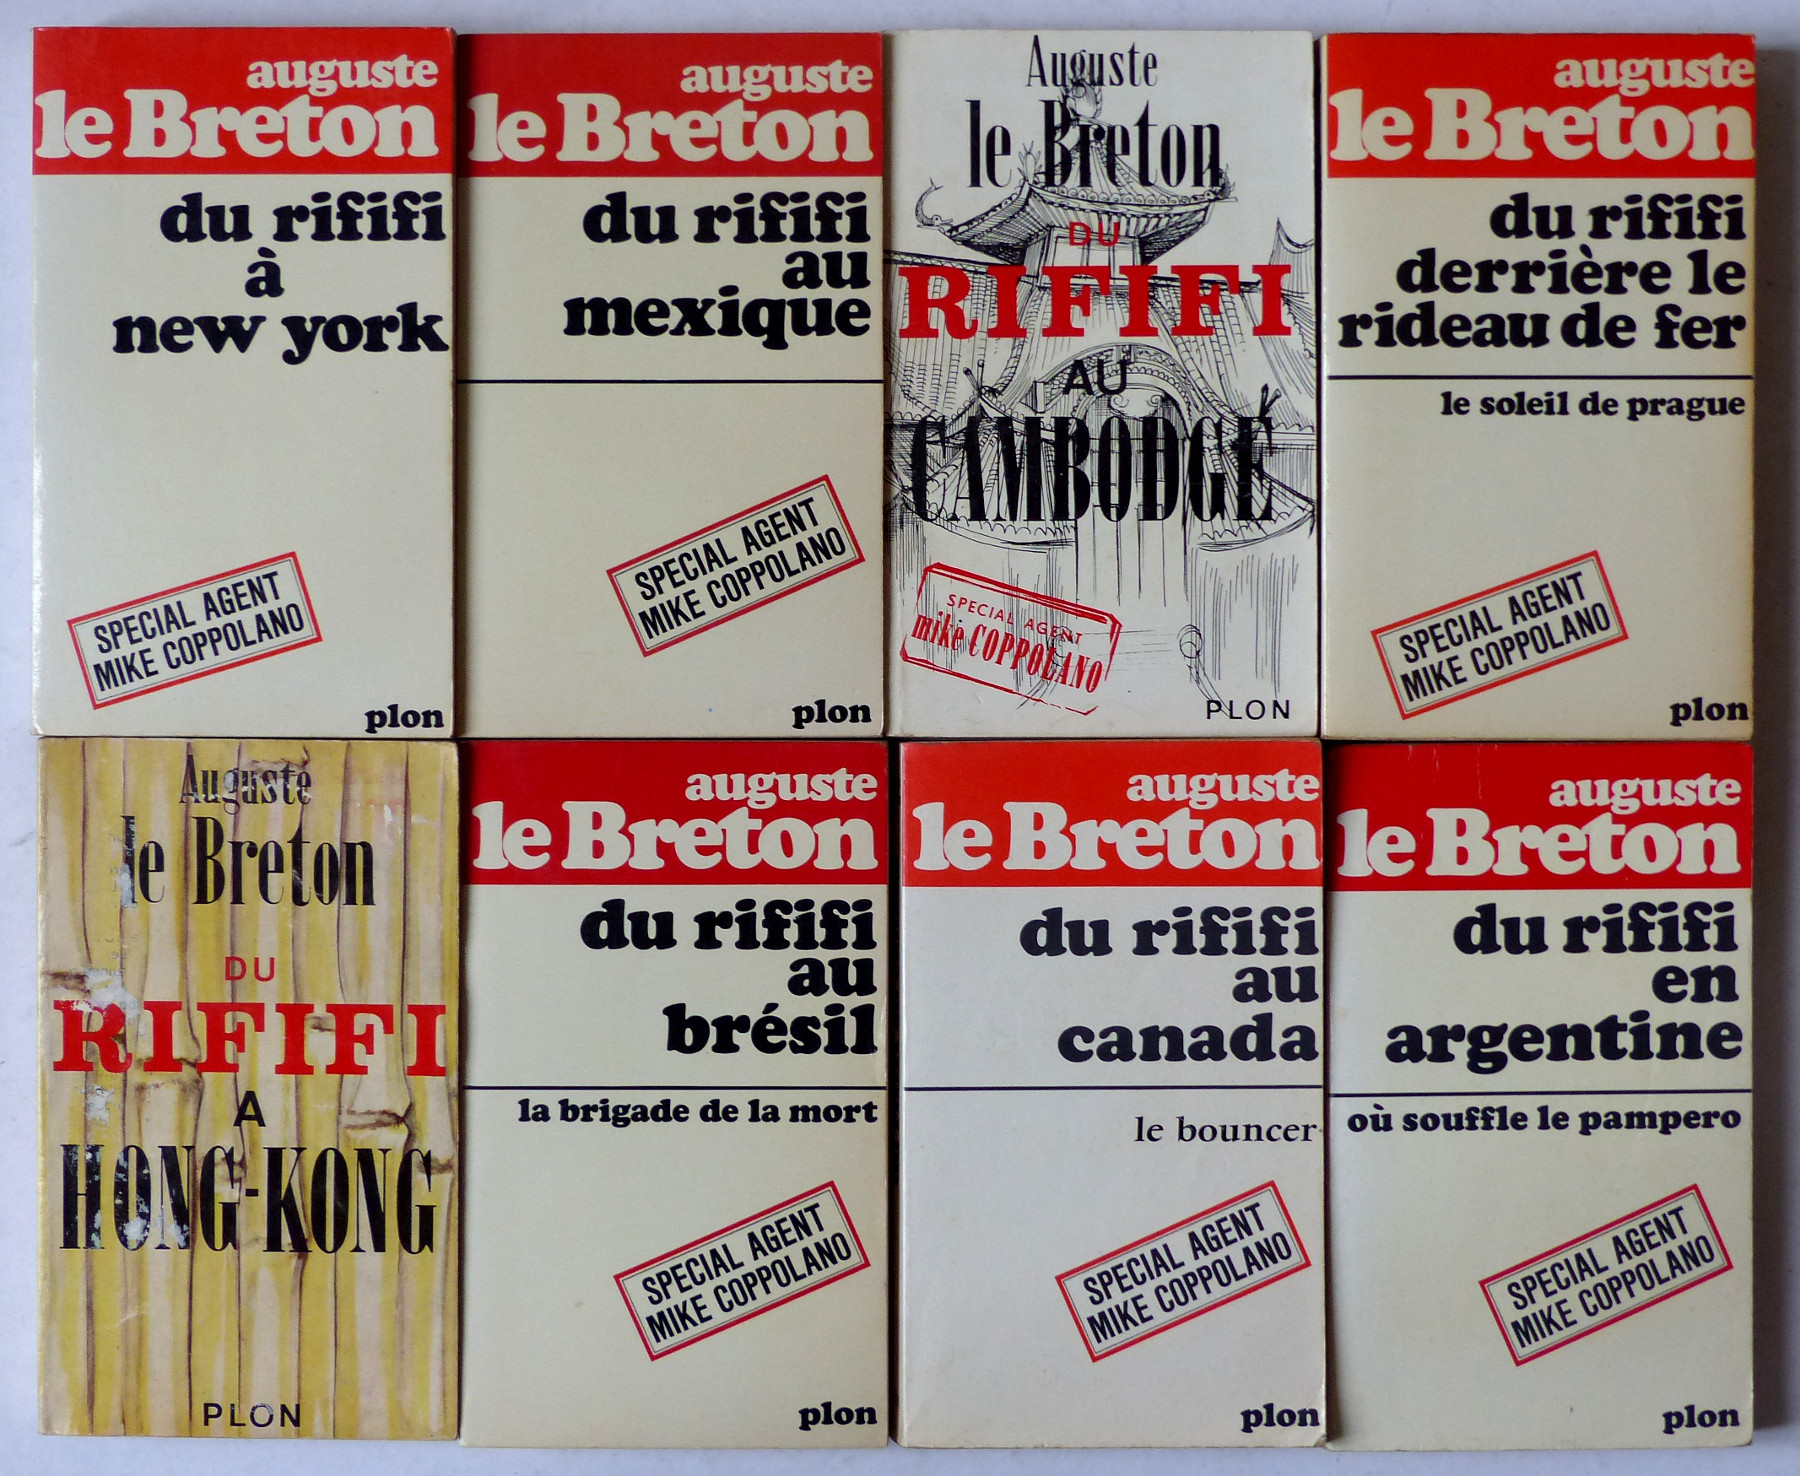 auguste
le Breton
du rififi
à
new york
SPECIAL AGENT
MIKE COPPOLANO
plon
auguste
le Breton
du rififi
au
mexique
SPECIAL AGENT
MIKE COPPOLANO
plon
Auguste
le Breton
DU
RIFIFI
AU
CAMBODGE
SPECIAL AGENT
mike COPPOLANO
PLON
auguste
le Breton
du rififi
derrière le
rideau de fer
le soleil de prague
SPECIAL AGENT
MIKE COPPOLANO
plon
Auguste
le Breton
DU
RIFIFI
A
HONG-KONG
PLON
auguste
le Breton
du rififi
au
brésil
la brigade de la mort
SPECIAL AGENT
MIKE COPPOLANO
plon
auguste
le Breton
du rififi
au
canada
le bouncer
SPECIAL AGENT
MIKE COPPOLANO
plon
auguste
le Breton
du rififi
en
argentine
où souffle le pampero
SPECIAL AGENT
MIKE COPPOLANO
plon